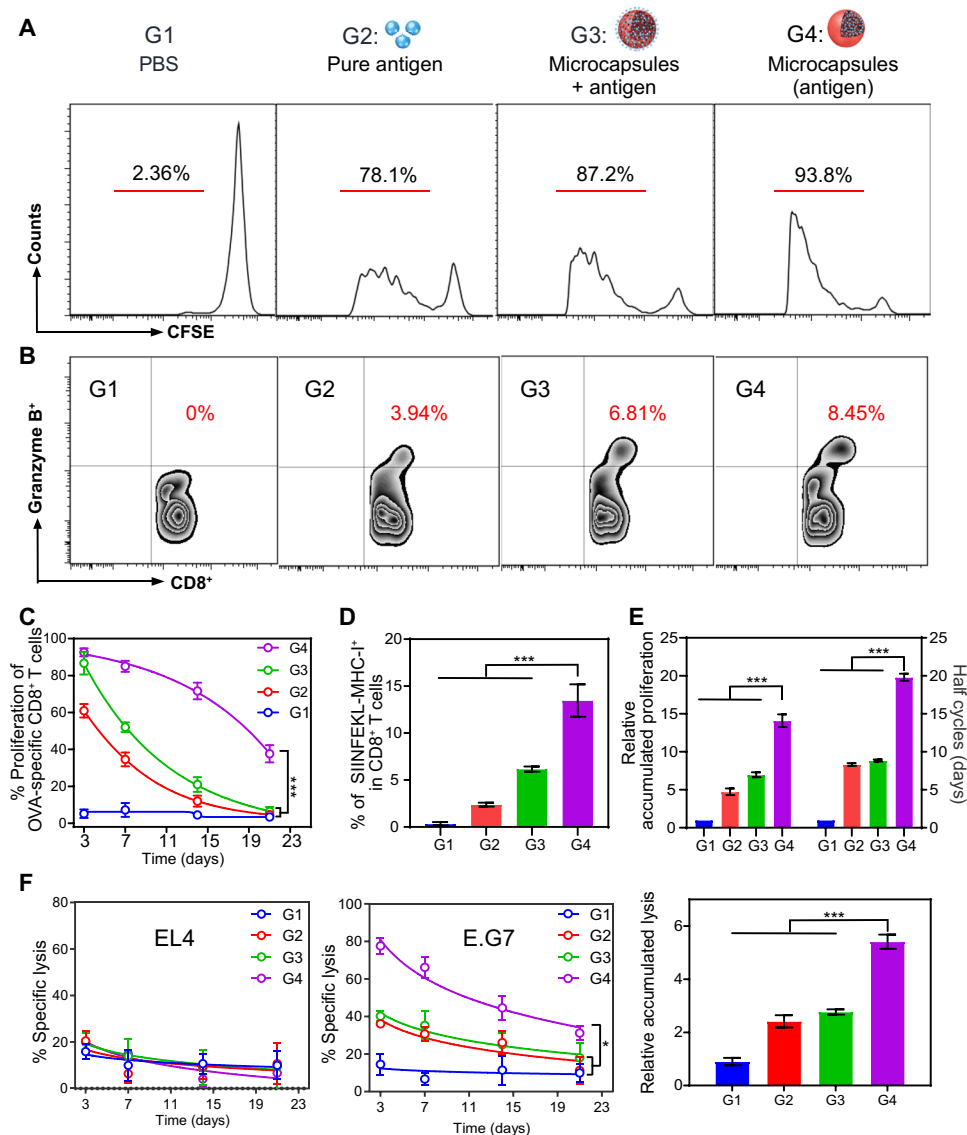 A
G1
PBS
G2:
Pure antigen
G3:
Microcapsules
+ antigen
G4:
Microcapsules
(antigen)
2.36%
78.1%
87.2%
93.8%
Counts
CFSE
B
G1
0%
G2
3.94%
G3
6.81%
G4
8.45%
Granzyme B⁺
CD8⁺
C
% Proliferation of
OVA-specific CD8⁺ T cells
100
80
60
40
20
0
3 7 11 15 19 23
Time (days)
G4
G3
G2
G1
***
D
% of SIINFEKL-MHC-I⁺
in CD8⁺ T cells
20
15
10
5
0
***
G1 G2 G3 G4
E
Relative
accumulated proliferation
25
20
15
10
5
0
***
***
G1 G2 G3 G4 G1 G2 G3 G4
25
20
15
10
5
0
Half cycles (days)
F
% Specific lysis
80
60
40
20
0
EL4
G1
G2
G3
G4
3 7 11 15 19 23
Time (days)
% Specific lysis
100
80
60
40
20
0
E.G7
G1
G2
G3
G4
*
3 7 11 15 19 23
Time (days)
Relative accumulated lysis
6
4
2
0
***
G1 G2 G3 G4